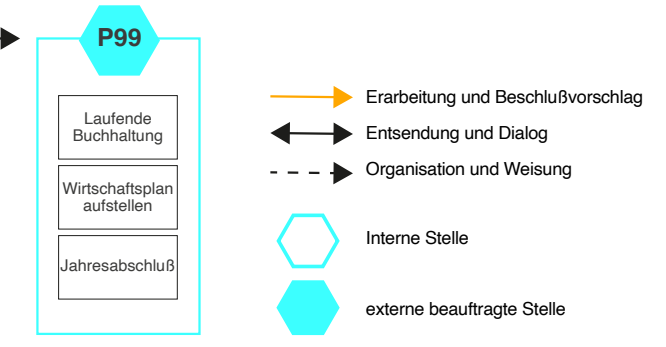 P99
Laufende
Buchhaltung
Wirtschaftsplan
aufstellen
Jahresabschluß
Erarbeitung und Beschlußvorschlag
Entsendung und Dialog
Organisation und Weisung
Interne Stelle
externe beauftragte Stelle